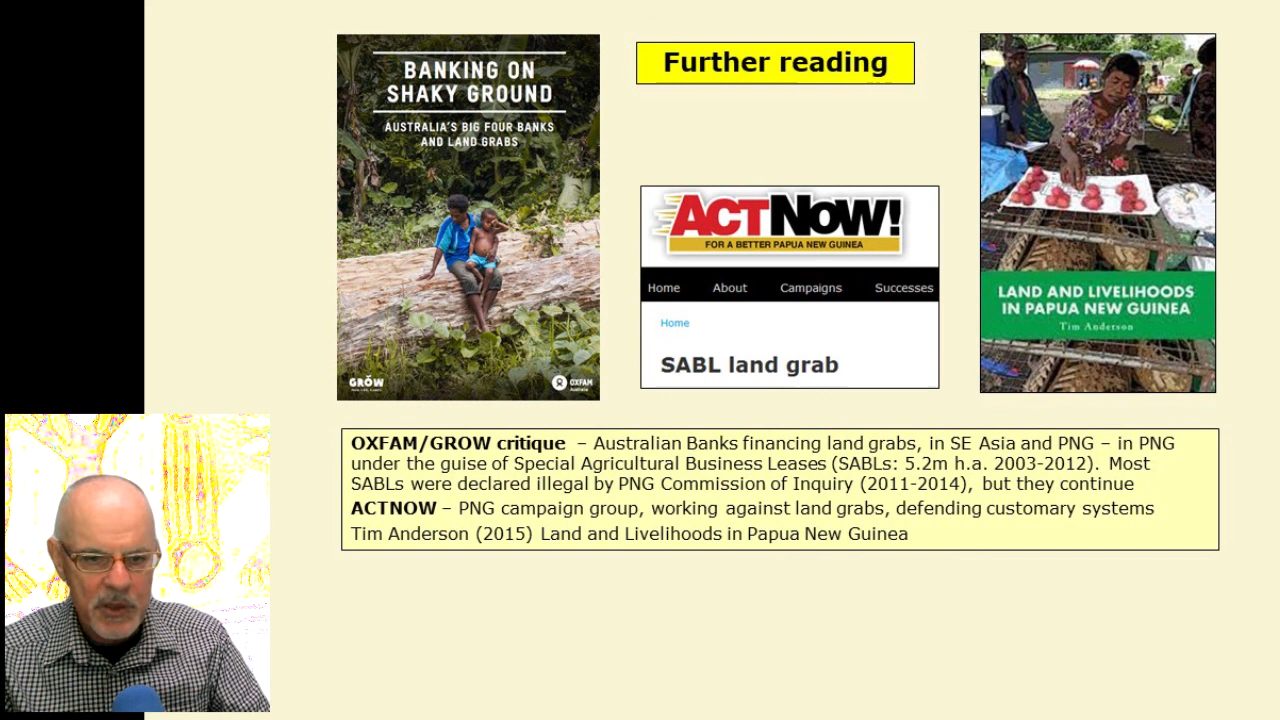 BANKING ON
SHAKY GROUND
AUSTRALIA'S BIG FOUR BANKS
AND LAND GRABS
GROW
OXFAM
Australia
Further reading
ACTNOW!
FOR A BETTER PAPUA NEW GUINEA
Home About Campaigns Successes
Home
SABL land grab
LAND AND LIVELIHOODS
IN PAPUA NEW GUINEA
Tim Anderson
OXFAM/GROW critique – Australian Banks financing land grabs, in SE Asia and PNG – in PNG
under the guise of Special Agricultural Business Leases (SABLs: 5.2m h.a. 2003-2012). Most
SABLs were declared illegal by PNG Commission of Inquiry (2011-2014), but they continue
ACTNOW – PNG campaign group, working against land grabs, defending customary systems
Tim Anderson (2015) Land and Livelihoods in Papua New Guinea